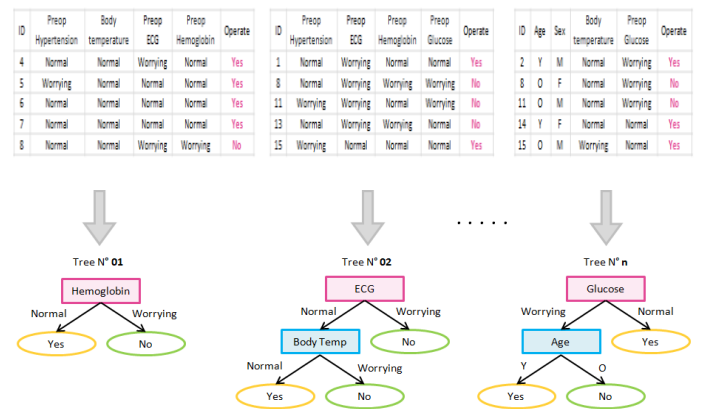 ID Preop Hypertension Body temperature Preop ECG Preop Hemoglobin Operate
4 Normal Normal Worrying Normal Yes
5 Worrying Normal Normal Normal Yes
6 Normal Normal Normal Normal Yes
7 Normal Normal Normal Normal Yes
8 Normal Normal Worrying Worrying No
ID Preop Hypertension Preop ECG Preop Hemoglobin Preop Glucose Operate
1 Normal Worrying Normal Normal Yes
8 Normal Worrying Worrying Worrying No
11 Worrying Worrying Normal Worrying No
13 Normal Worrying Worrying Normal No
15 Worrying Normal Normal Normal Yes
ID Age Sex Body temperature Preop Glucose Operate
2 Y M Normal Worrying Yes
8 O F Normal Worrying No
11 O M Normal Worrying No
14 Y F Normal Worrying Yes
15 O M Worrying Normal Yes
. . . . .
Tree N° 01
Hemoglobin
Normal Worrying
Yes No
Tree N° 02
ECG
Normal Worrying
Body Temp No
Normal Worrying
Yes No
Tree N° n
Glucose
Worrying Normal
Age Yes
Y O
Yes No